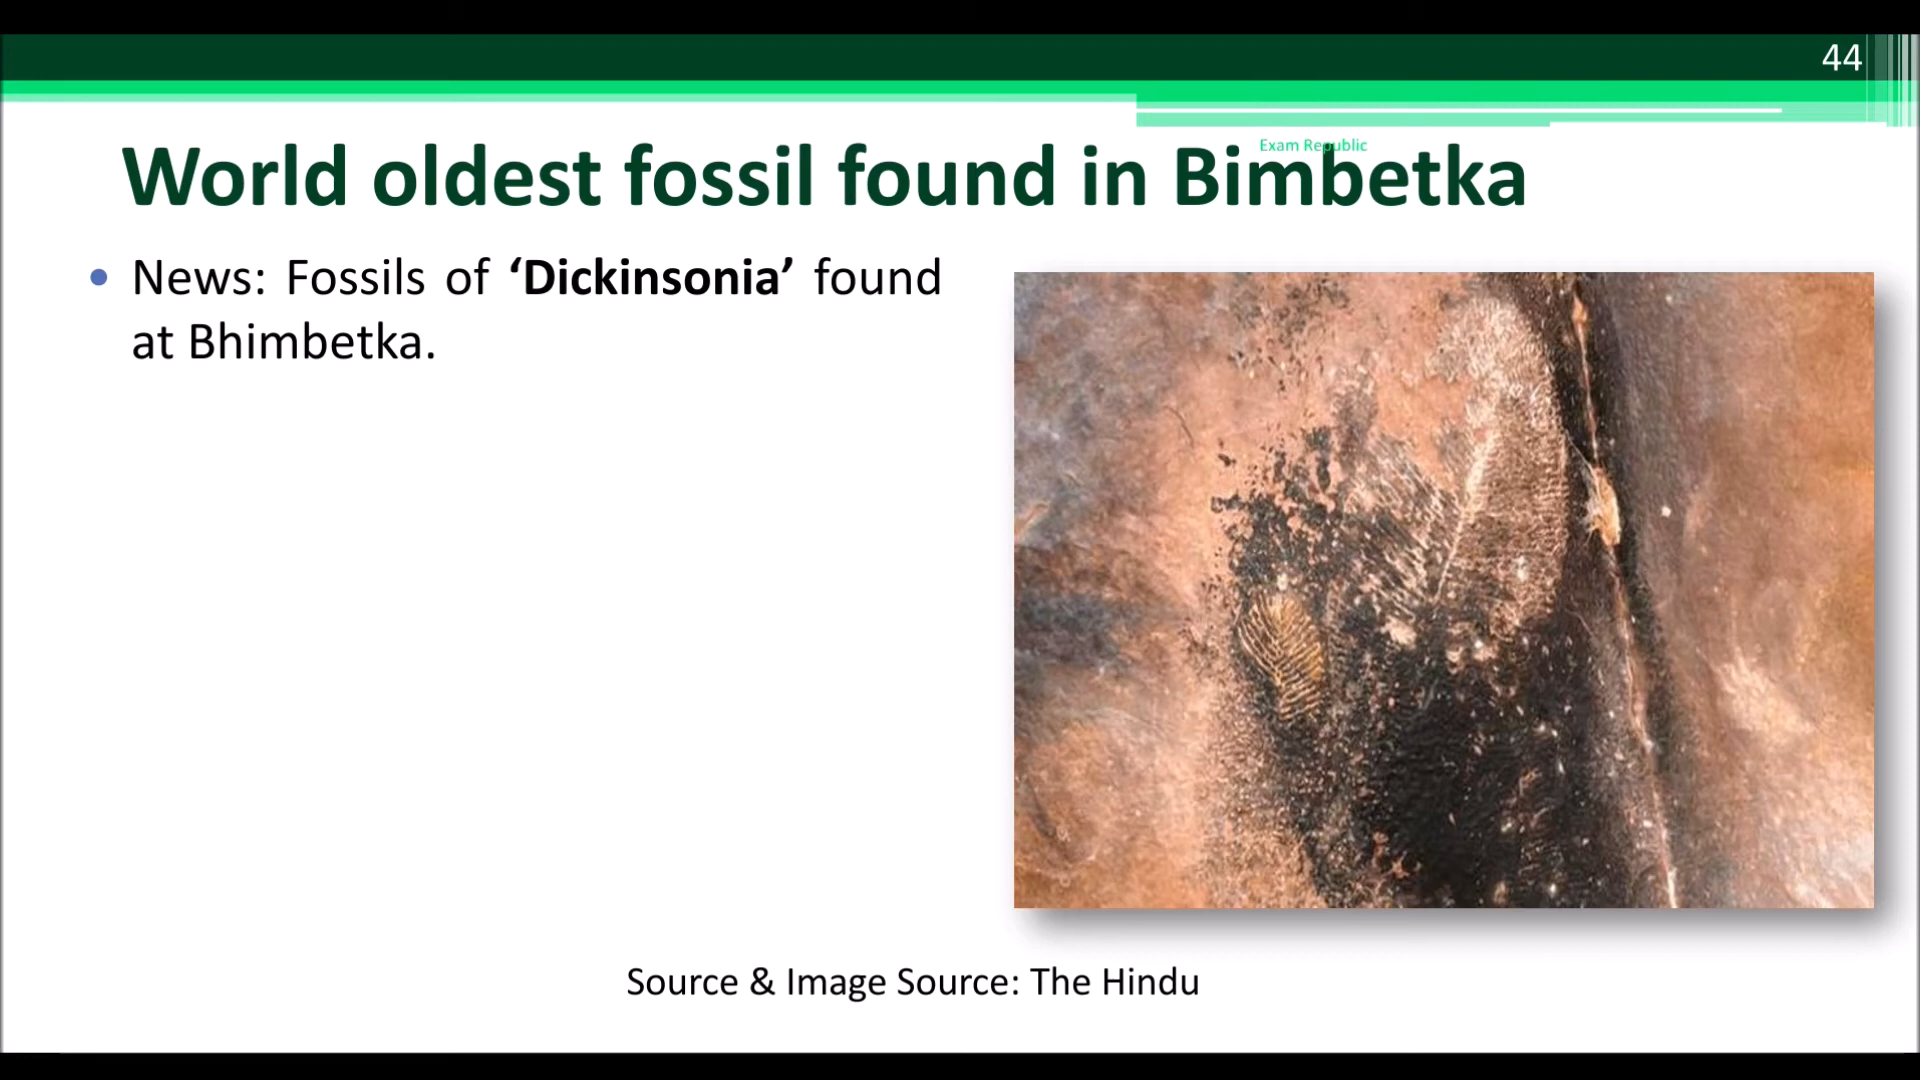 44
Exam Republic
World oldest fossil found in Bimbetka
• News: Fossils of ‘Dickinsonia’ found
at Bhimbetka.
Source & Image Source: The Hindu